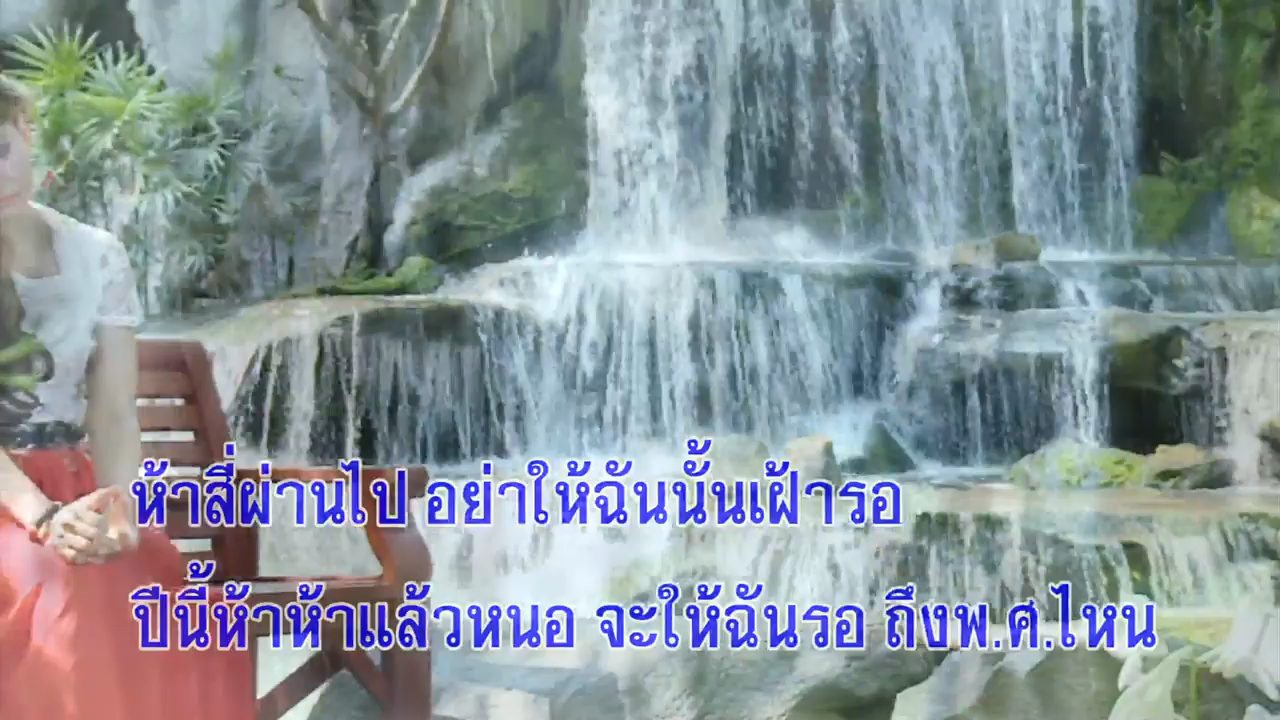 ห้าสี่ผ่านไป อย่าให้ฉันนั้นเฝ้ารอ
ปีนี้ห้าห้าแล้วหนอ จะให้ฉันรอ ถึงพ.ศ.ไหน